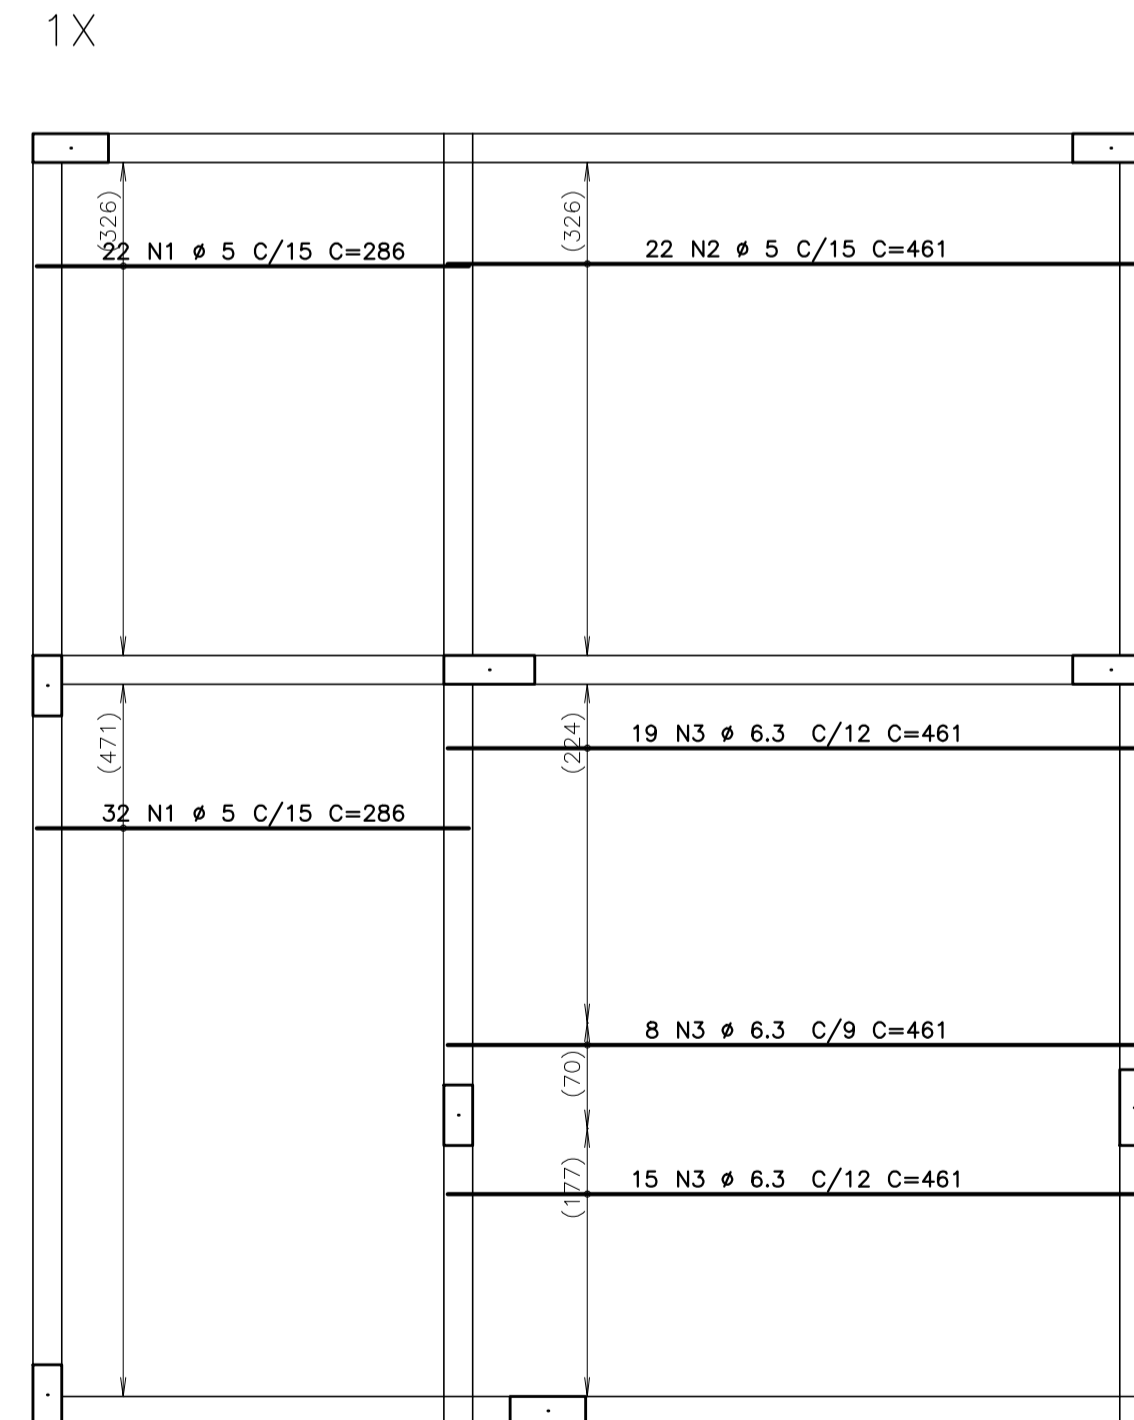 1X
(326)
(326)
22 N1 ø 5 C/15 C=286
22 N2 ø 5 C/15 C=461
(471)
(224)
19 N3 ø 6.3 C/12 C=461
32 N1 ø 5 C/15 C=286
8 N3 ø 6.3 C/9 C=461
(70)
(177)
15 N3 ø 6.3 C/12 C=461